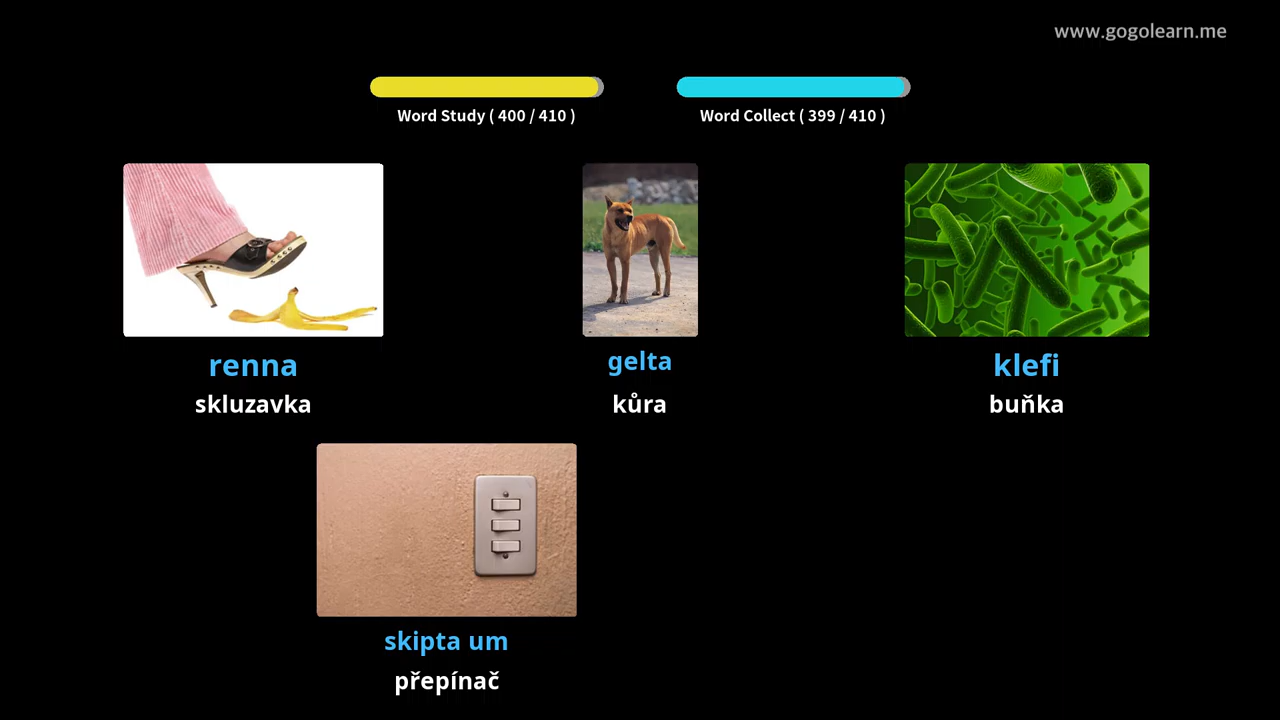 www.gogolearn.me
Word Study ( 400 / 410 )
Word Collect ( 399 / 410 )
renna
skluzavka
gelta
kůra
klefi
buňka
skipta um
přepínač